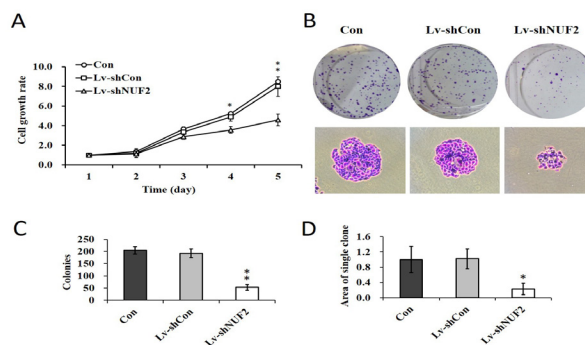 A
Con
Lv-shCon
Lv-shNUF2
Cell growth rate
10.0
8.0
6.0
4.0
2.0
0.0
*
* *
1 2 3 4 5
Time (day)
B
Con Lv-shCon Lv-shNUF2
C
Colonies
250
200
150
100
50
0
* *
Con Lv-shCon Lv-shNUF2
D
Area of single clone
1.6
1.2
0.8
0.4
0.0
*
Con Lv-shCon Lv-shNUF2